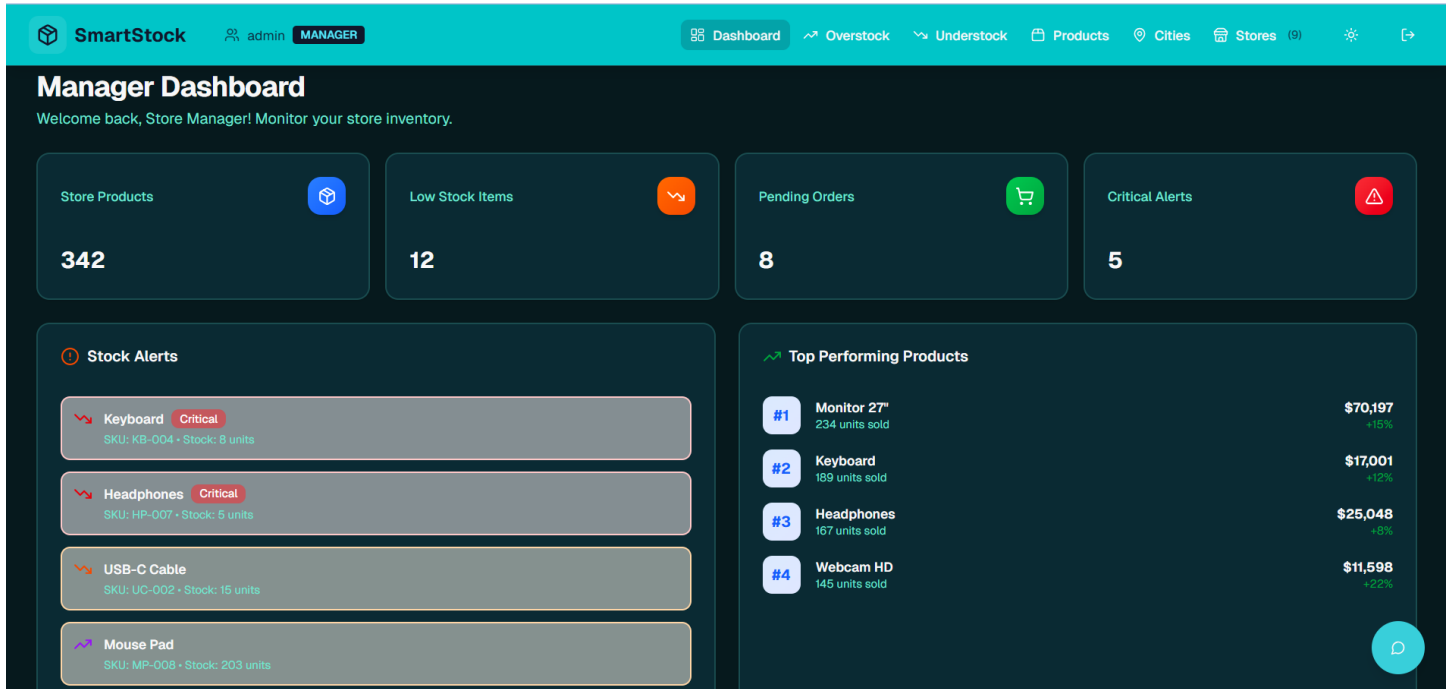 SmartStock admin MANAGER Dashboard Overstock Understock Products Cities Stores (9)
Manager Dashboard
Welcome back, Store Manager! Monitor your store inventory.
Store Products
342
Low Stock Items
12
Pending Orders
8
Critical Alerts
5
Stock Alerts
Keyboard Critical
SKU: KB-004 • Stock: 8 units
Headphones Critical
SKU: HP-007 • Stock: 5 units
USB-C Cable
SKU: UC-002 • Stock: 15 units
Mouse Pad
SKU: MP-008 • Stock: 203 units
Top Performing Products
#1 Monitor 27" $70,197
234 units sold +15%
#2 Keyboard $17,001
189 units sold +12%
#3 Headphones $25,048
167 units sold +8%
#4 Webcam HD $11,598
145 units sold +22%